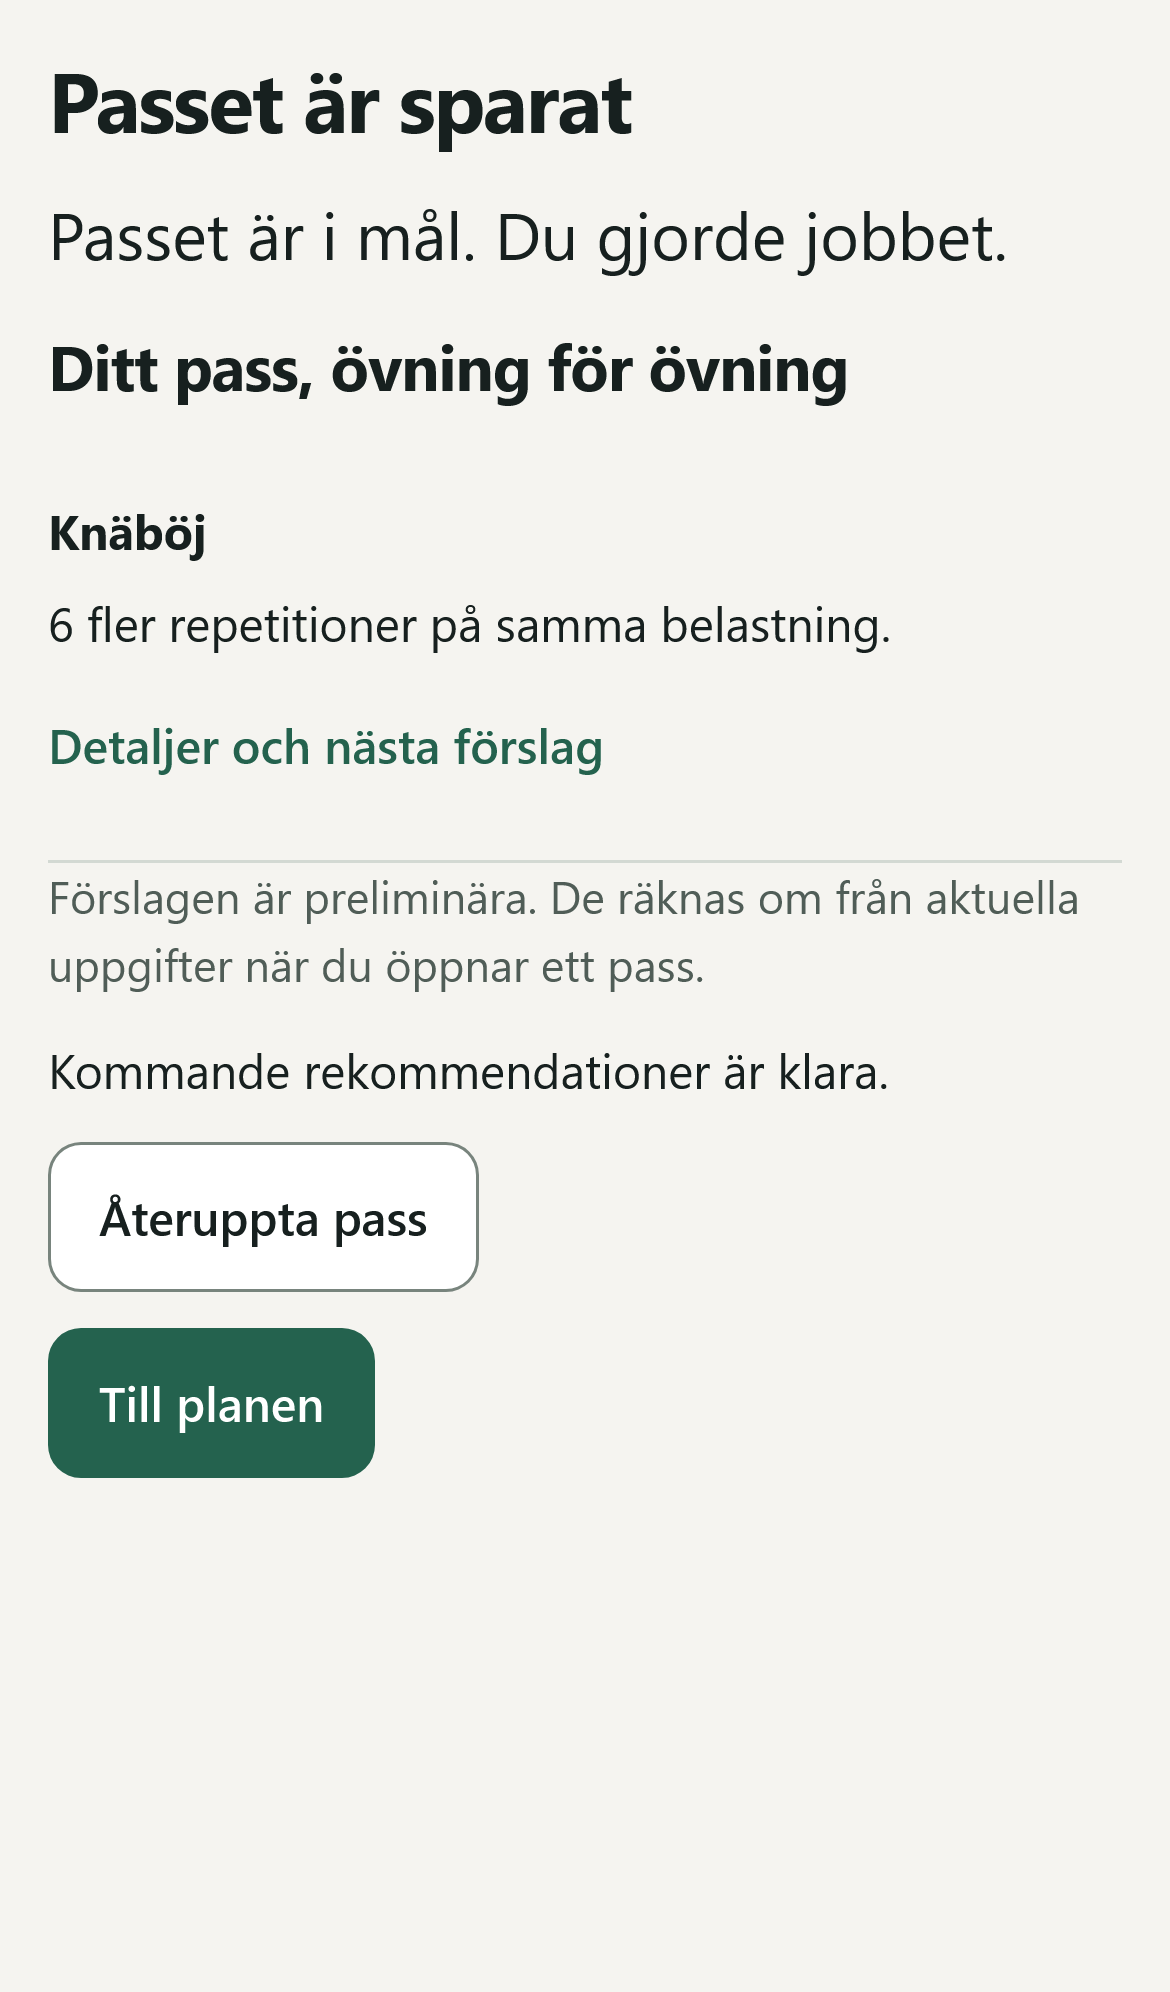 Passet är sparat
Passet är i mål. Du gjorde jobbet.
Ditt pass, övning för övning
Knäböj
6 fler repetitioner på samma belastning.
Detaljer och nästa förslag
Förslagen är preliminära. De räknas om från aktuella
uppgifter när du öppnar ett pass.
Kommande rekommendationer är klara.
Återuppta pass
Till planen